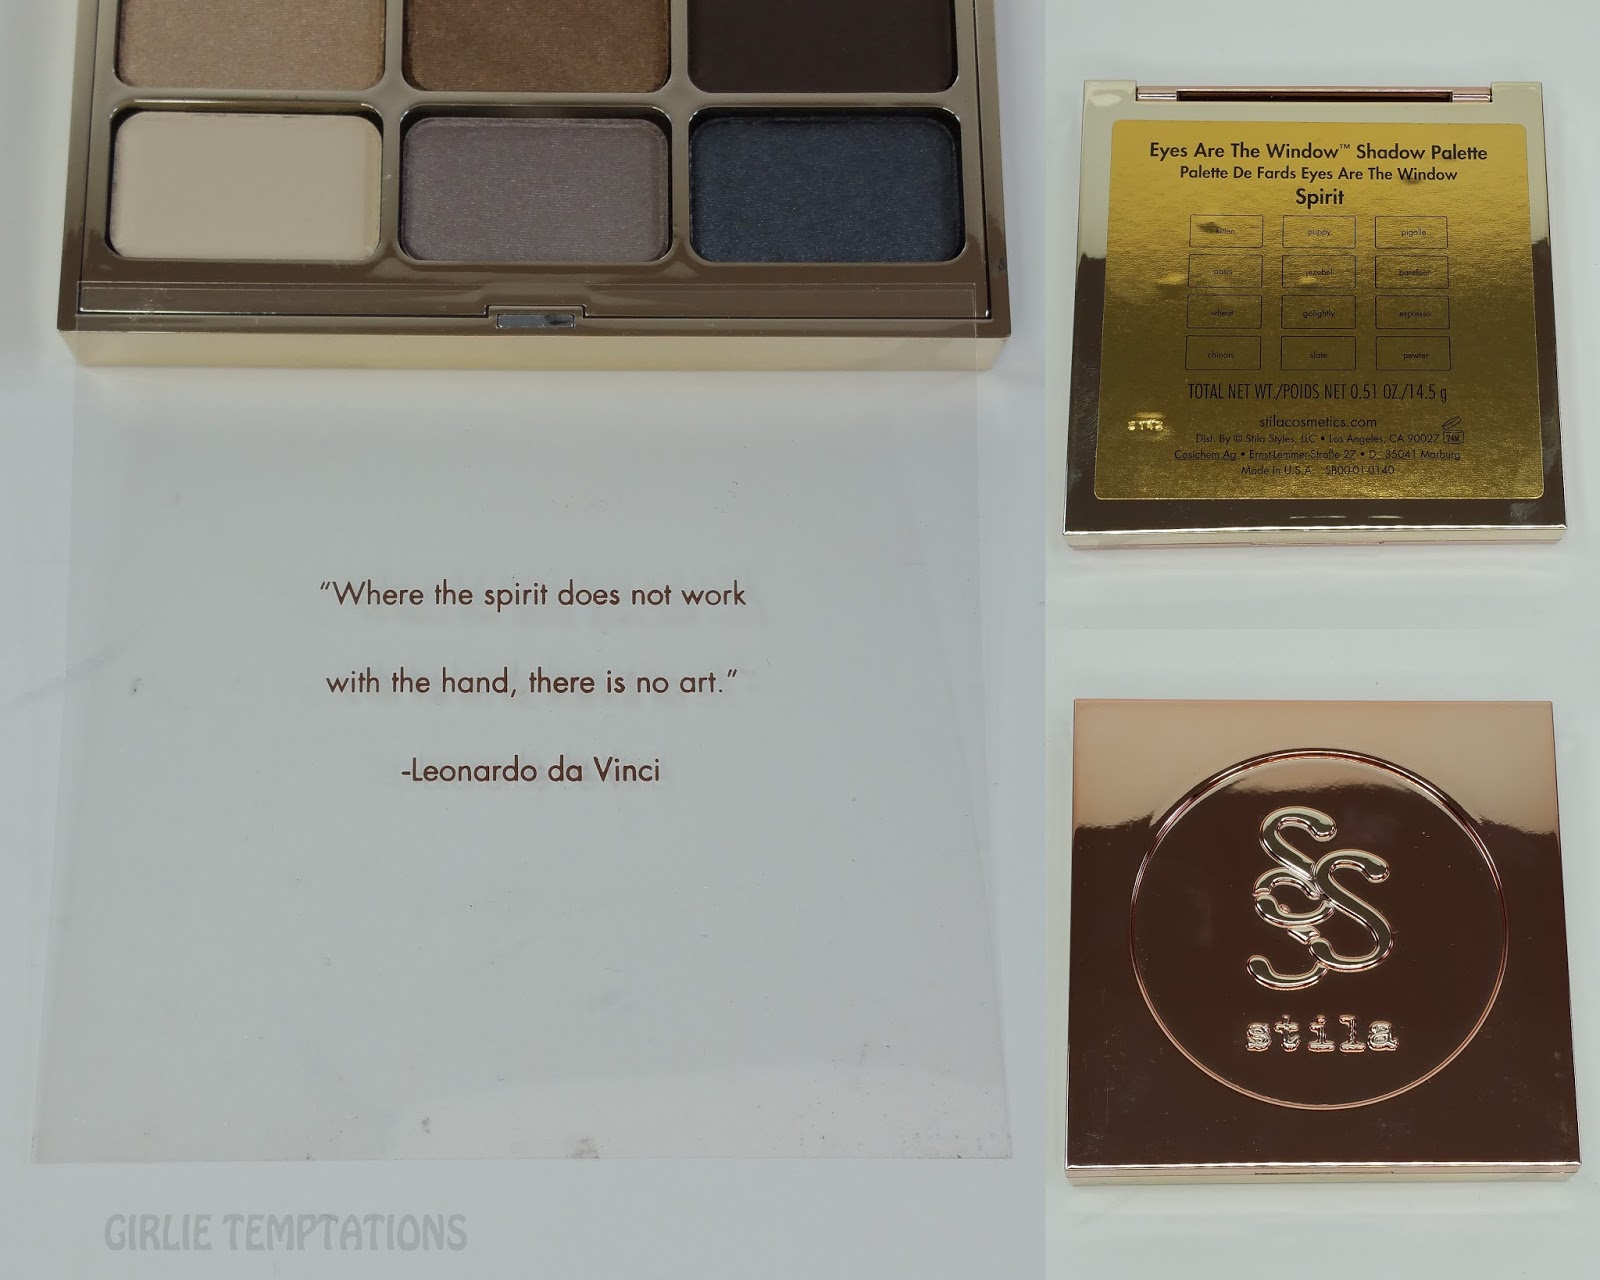 “Where the spirit does not work
with the hand, there is no art.”
-Leonardo da Vinci
GIRLIE TEMPTATIONS
Eyes Are The Window™ Shadow Palette
Palette De Fards Eyes Are The Window
Spirit
kitten puppy pigalle
oasis jezebel barefoot
wheat golightly espresso
chinois slate pewter
TOTAL NET WT./POIDS NET 0.51 OZ./14.5 g
stilacosmetics.com
Dist. By © Stila Styles, LLC • Los Angeles, CA 90027
24M
Cosichem Ag • Ernst-Lemmer-Straße 27 • D_ 35041 Marburg
Made In U.S.A. SB00-01-0140
stila